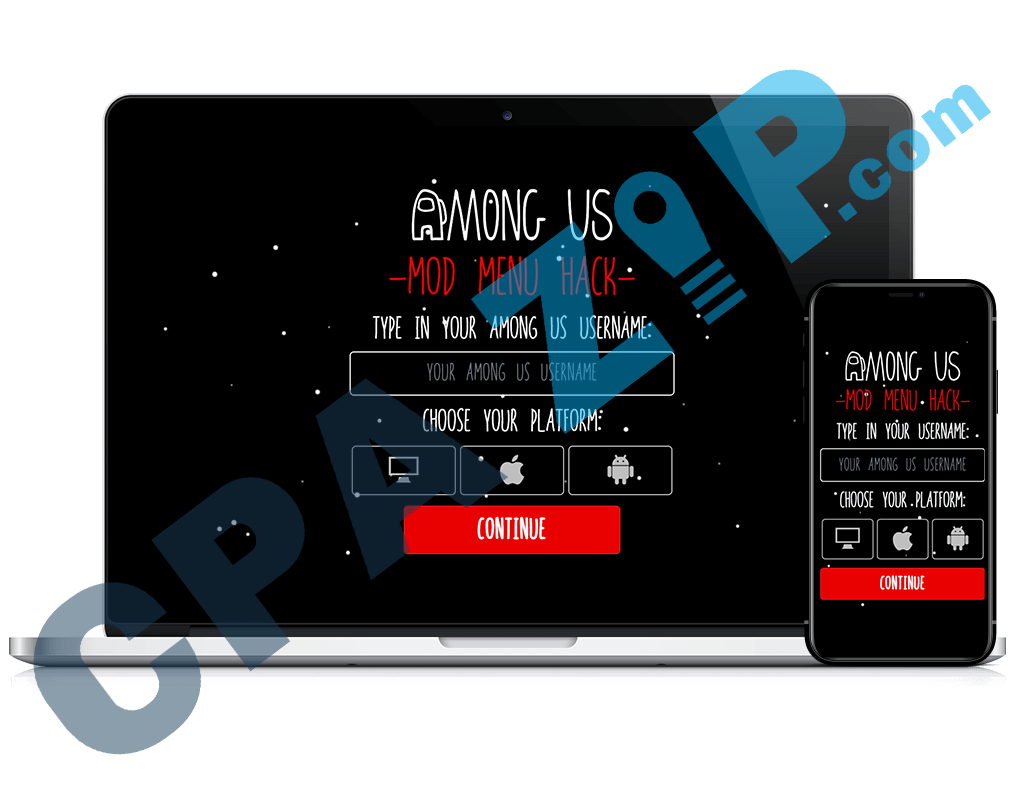 AMONG US
-MOD MENU HACK-
TYPE IN YOUR AMONG US USERNAME:
YOUR AMONG US USERNAME
CHOOSE YOUR PLATFORM:
CONTINUE
AMONG US
-MOD MENU HACK-
TYPE IN YOUR USERNAME:
YOUR AMONG US USERNAME
CHOOSE YOUR PLATFORM:
CONTINUE
CPAZIP.com